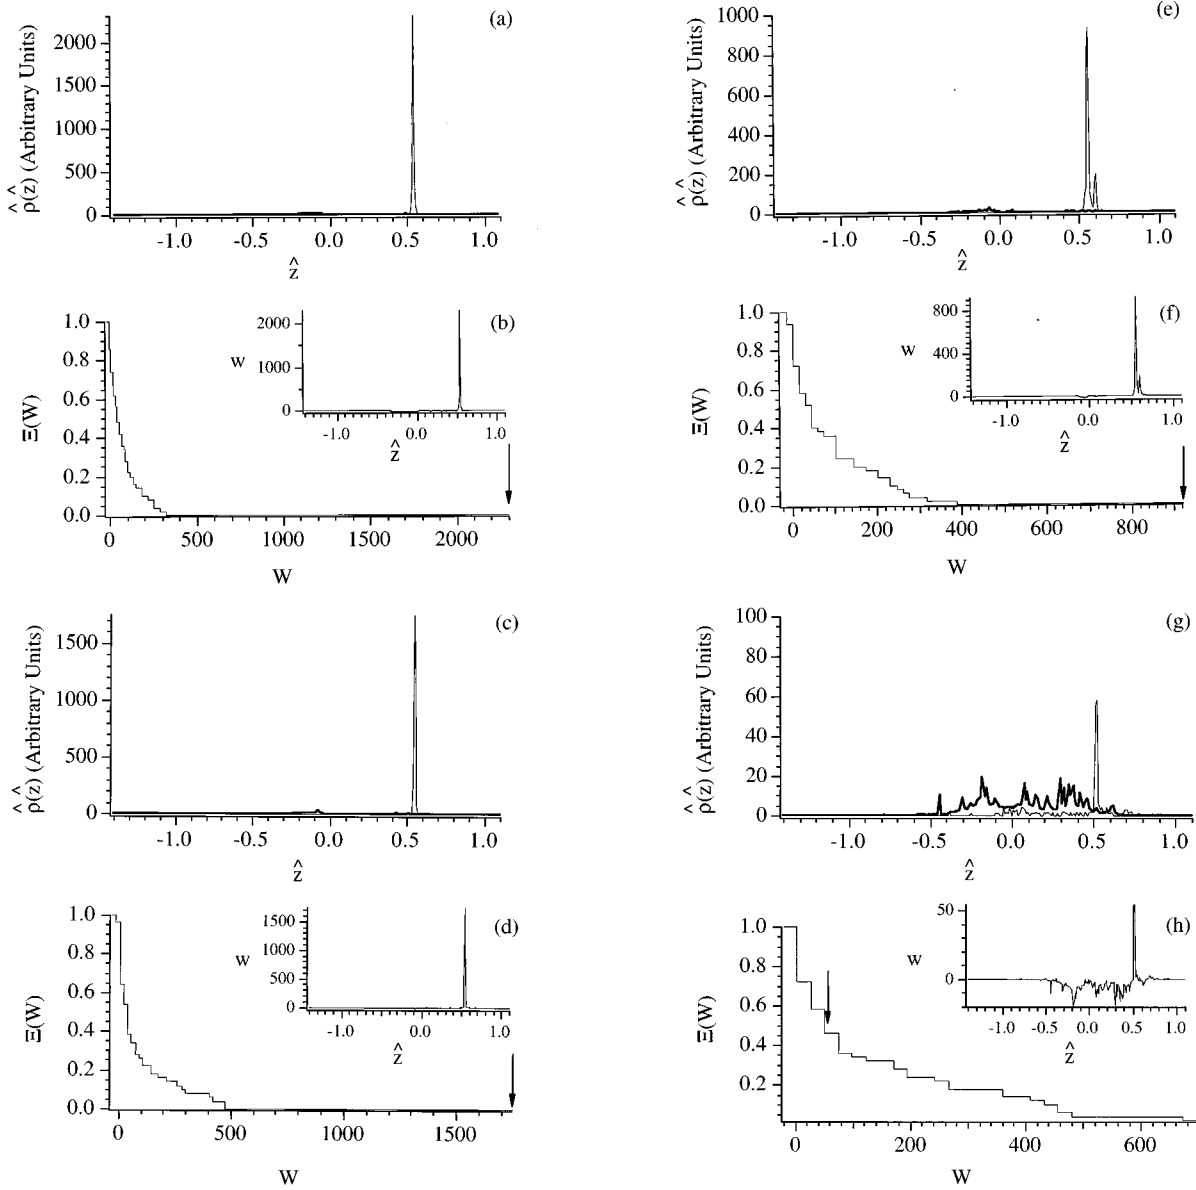 (a)
ρ̂(ẑ) (Arbitrary Units)
2000
1500
1000
500
0
-1.0 -0.5 0.0 0.5 1.0
ẑ
(b)
Ξ(W)
1.0
0.8
0.6
0.4
0.2
0.0
0 500 1000 1500 2000
W
W
2000
1000
0
-1.0 0.0 1.0
ẑ
(c)
ρ̂(ẑ) (Arbitrary Units)
1500
1000
500
0
-1.0 -0.5 0.0 0.5 1.0
ẑ
(d)
Ξ(W)
1.0
0.8
0.6
0.4
0.2
0.0
0 500 1000 1500
W
W
1500
1000
500
0
-1.0 0.0 1.0
ẑ
(e)
ρ̂(ẑ) (Arbitrary Units)
1000
800
600
400
200
0
-1.0 -0.5 0.0 0.5 1.0
ẑ
(f)
Ξ(W)
1.0
0.8
0.6
0.4
0.2
0.0
0 200 400 600 800
W
W
800
400
0
-1.0 0.0 1.0
ẑ
(g)
ρ̂(ẑ) (Arbitrary Units)
100
80
60
40
20
0
-1.0 -0.5 0.0 0.5 1.0
ẑ
(h)
Ξ(W)
1.0
0.8
0.6
0.4
0.2
0 200 400 600
W
W
50
0
-1.0 -0.5 0.0 0.5 1.0
ẑ